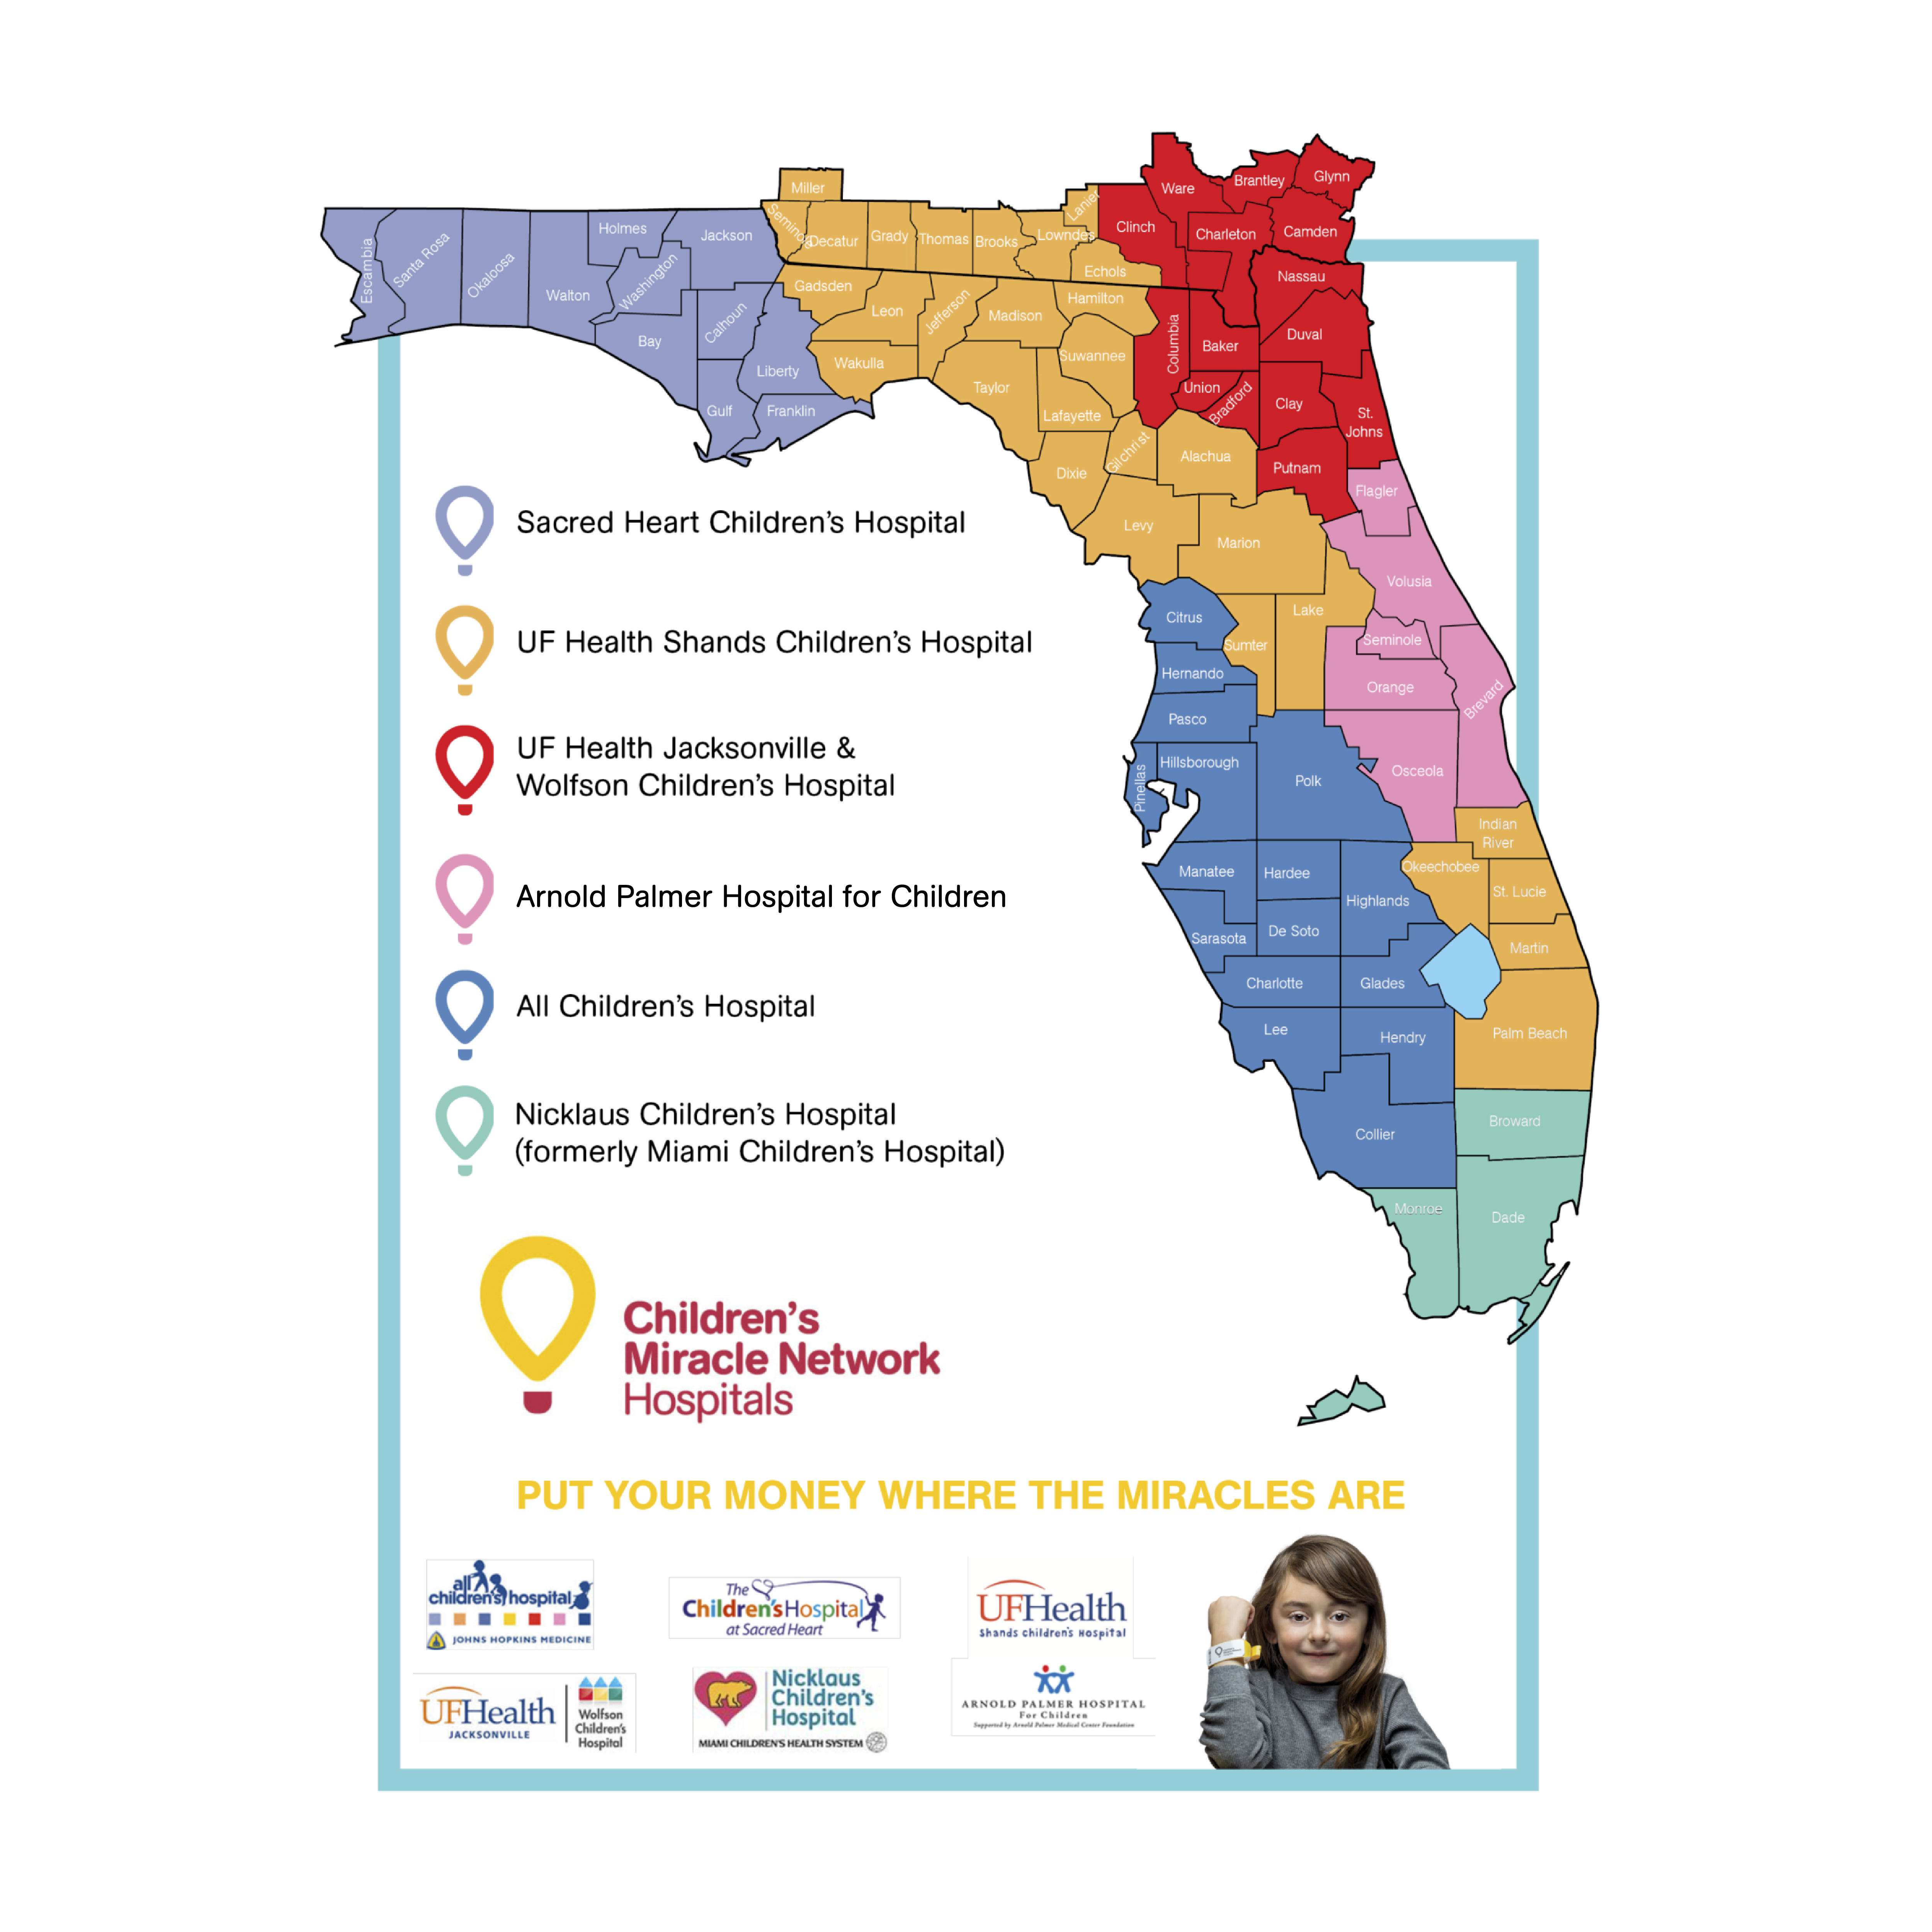 Miller
Ware
Brantley
Glynn
Seminole
Decatur
Grady
Thomas
Brooks
Lowndes
Lanier
Clinch
Charleton
Camden
Echols
Escambia
Santa Rosa
Okaloosa
Walton
Holmes
Washington
Jackson
Bay
Calhoun
Gulf
Liberty
Franklin
Gadsden
Leon
Wakulla
Jefferson
Madison
Hamilton
Taylor
Suwannee
Lafayette
Columbia
Baker
Nassau
Duval
Union
Bradford
Clay
St.
Johns
Putnam
Dixie
Gilchrist
Alachua
Levy
Marion
Flagler
Volusia
Citrus
Sumter
Lake
Seminole
Hernando
Orange
Brevard
Pasco
Pinellas
Hillsborough
Polk
Osceola
Indian
River
Manatee
Hardee
Highlands
Okeechobee
St. Lucie
Sarasota
De Soto
Martin
Charlotte
Glades
Lee
Hendry
Palm Beach
Collier
Broward
Monroe
Dade
Sacred Heart Children's Hospital
UF Health Shands Children's Hospital
UF Health Jacksonville &
Wolfson Children's Hospital
Arnold Palmer Hospital for Children
All Children's Hospital
Nicklaus Children's Hospital
(formerly Miami Children's Hospital)
Children's
Miracle Network
Hospitals
PUT YOUR MONEY WHERE THE MIRACLES ARE
all
children's hospital
JOHNS HOPKINS MEDICINE
The
Children's Hospital
at Sacred Heart
UFHealth
Shands Children's Hospital
UFHealth
JACKSONVILLE
Wolfson
Children's
Hospital
Nicklaus
Children's
Hospital
MIAMI CHILDREN'S HEALTH SYSTEM
ARNOLD PALMER HOSPITAL
For Children
Supported by Arnold Palmer Medical Center Foundation